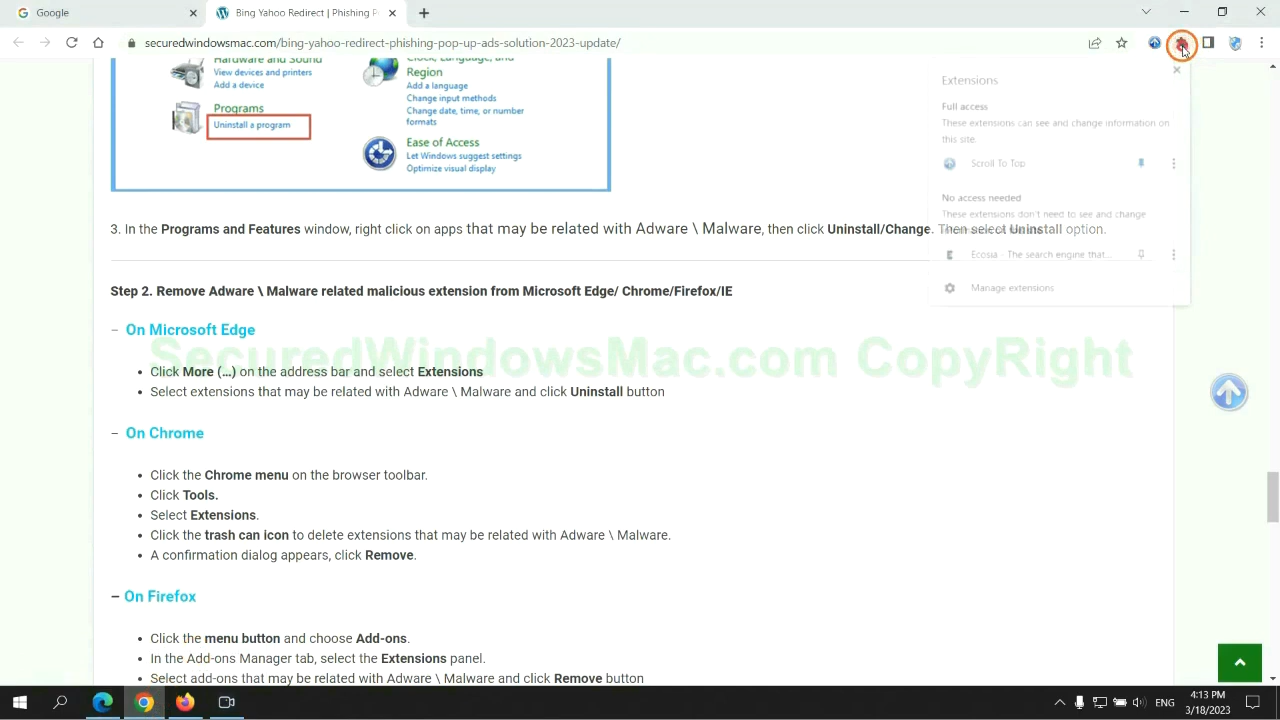 Google
Bing Yahoo Redirect | Phishing P
securedwindowsmac.com/bing-yahoo-redirect-phishing-pop-up-ads-solution-2023-update/
Hardware and Sound
View devices and printers
Add a device
Programs
Uninstall a program
Clock, Language, and
Region
Add a language
Change input methods
Change date, time, or number
formats
Ease of Access
Let Windows suggest settings
Optimize visual display
Extensions
Full access
These extensions can see and change information on
this site.
Scroll To Top
No access needed
These extensions don't need to see and change
Ecosia - The search engine that...
Manage extensions
3. In the Programs and Features window, right click on apps that may be related with Adware \ Malware, then click Uninstall/Change. Then select Uninstall option.
Step 2. Remove Adware \ Malware related malicious extension from Microsoft Edge/ Chrome/Firefox/IE
– On Microsoft Edge
SecuredWindowsMac.com CopyRight
• Click More (...) on the address bar and select Extensions
• Select extensions that may be related with Adware \ Malware and click Uninstall button
– On Chrome
• Click the Chrome menu on the browser toolbar.
• Click Tools.
• Select Extensions.
• Click the trash can icon to delete extensions that may be related with Adware \ Malware.
• A confirmation dialog appears, click Remove.
– On Firefox
• Click the menu button and choose Add-ons.
• In the Add-ons Manager tab, select the Extensions panel.
• Select add-ons that may be related with Adware \ Malware and click Remove button
ENG
4:13 PM
3/18/2023